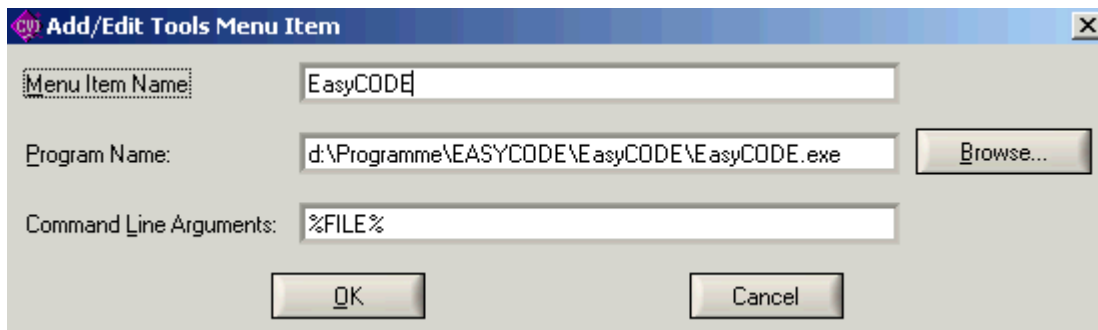 CVI Add/Edit Tools Menu Item
Menu Item Name EasyCODE
Program Name: d:\Programme\EASYCODE\EasyCODE\EasyCODE.exe Browse...
Command Line Arguments: %FILE%
OK Cancel